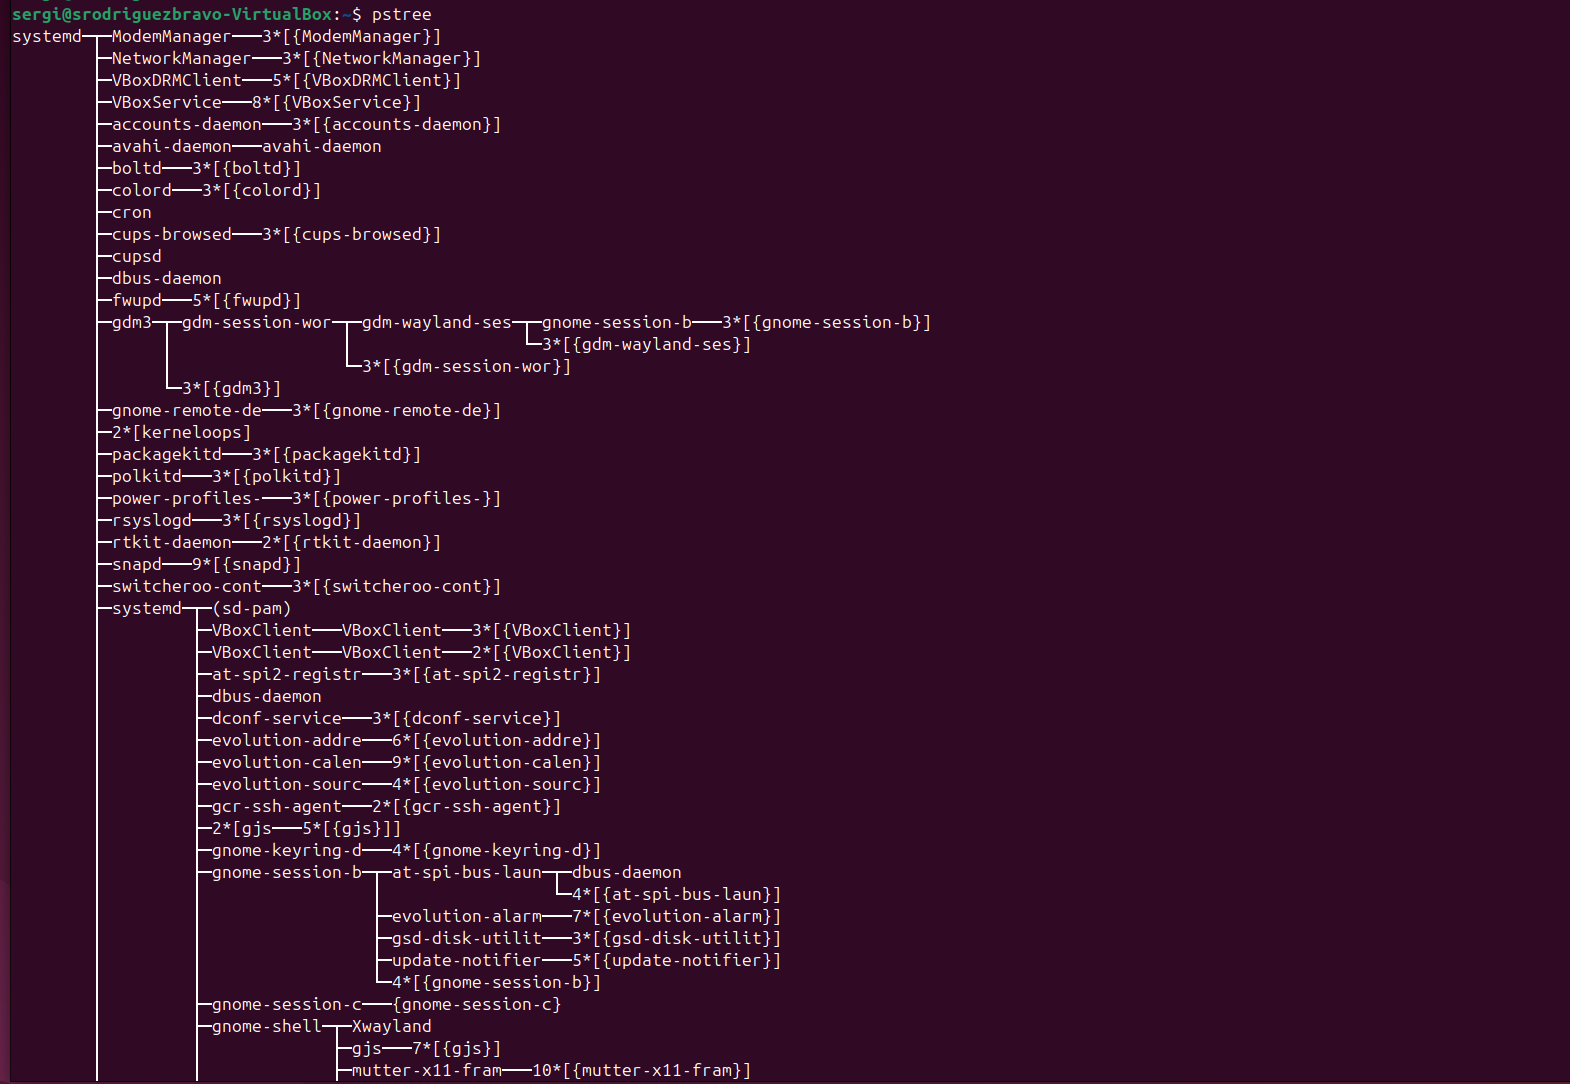 sergi@srodriguezbravo-VirtualBox:~$ pstree
systemd─┬─ModemManager───3*[{ModemManager}]
        ├─NetworkManager───3*[{NetworkManager}]
        ├─VBoxDRMClient───5*[{VBoxDRMClient}]
        ├─VBoxService───8*[{VBoxService}]
        ├─accounts-daemon───3*[{accounts-daemon}]
        ├─avahi-daemon───avahi-daemon
        ├─boltd───3*[{boltd}]
        ├─colord───3*[{colord}]
        ├─cron
        ├─cups-browsed───3*[{cups-browsed}]
        ├─cupsd
        ├─dbus-daemon
        ├─fwupd───5*[{fwupd}]
        ├─gdm3─┬─gdm-session-wor─┬─gdm-wayland-ses─┬─gnome-session-b───3*[{gnome-session-b}]
        │      │                 │                 └─3*[{gdm-wayland-ses}]
        │      │                 └─3*[{gdm-session-wor}]
        │      └─3*[{gdm3}]
        ├─gnome-remote-de───3*[{gnome-remote-de}]
        ├─2*[kerneloops]
        ├─packagekitd───3*[{packagekitd}]
        ├─polkitd───3*[{polkitd}]
        ├─power-profiles-───3*[{power-profiles-}]
        ├─rsyslogd───3*[{rsyslogd}]
        ├─rtkit-daemon───2*[{rtkit-daemon}]
        ├─snapd───9*[{snapd}]
        ├─switcheroo-cont───3*[{switcheroo-cont}]
        ├─systemd─┬─(sd-pam)
        │         ├─VBoxClient───VBoxClient───3*[{VBoxClient}]
        │         ├─VBoxClient───VBoxClient───2*[{VBoxClient}]
        │         ├─at-spi2-registr───3*[{at-spi2-registr}]
        │         ├─dbus-daemon
        │         ├─dconf-service───3*[{dconf-service}]
        │         ├─evolution-addre───6*[{evolution-addre}]
        │         ├─evolution-calen───9*[{evolution-calen}]
        │         ├─evolution-sourc───4*[{evolution-sourc}]
        │         ├─gcr-ssh-agent───2*[{gcr-ssh-agent}]
        │         ├─2*[gjs───5*[{gjs}]]
        │         ├─gnome-keyring-d───4*[{gnome-keyring-d}]
        │         ├─gnome-session-b─┬─at-spi-bus-laun─┬─dbus-daemon
        │         │                 │                 └─4*[{at-spi-bus-laun}]
        │         │                 ├─evolution-alarm───7*[{evolution-alarm}]
        │         │                 ├─gsd-disk-utilit───3*[{gsd-disk-utilit}]
        │         │                 ├─update-notifier───5*[{update-notifier}]
        │         │                 └─4*[{gnome-session-b}]
        │         ├─gnome-session-c───{gnome-session-c}
        │         ├─gnome-shell─┬─Xwayland
        │         │             ├─gjs───7*[{gjs}]
        │         │             ├─mutter-x11-fram───10*[{mutter-x11-fram}]